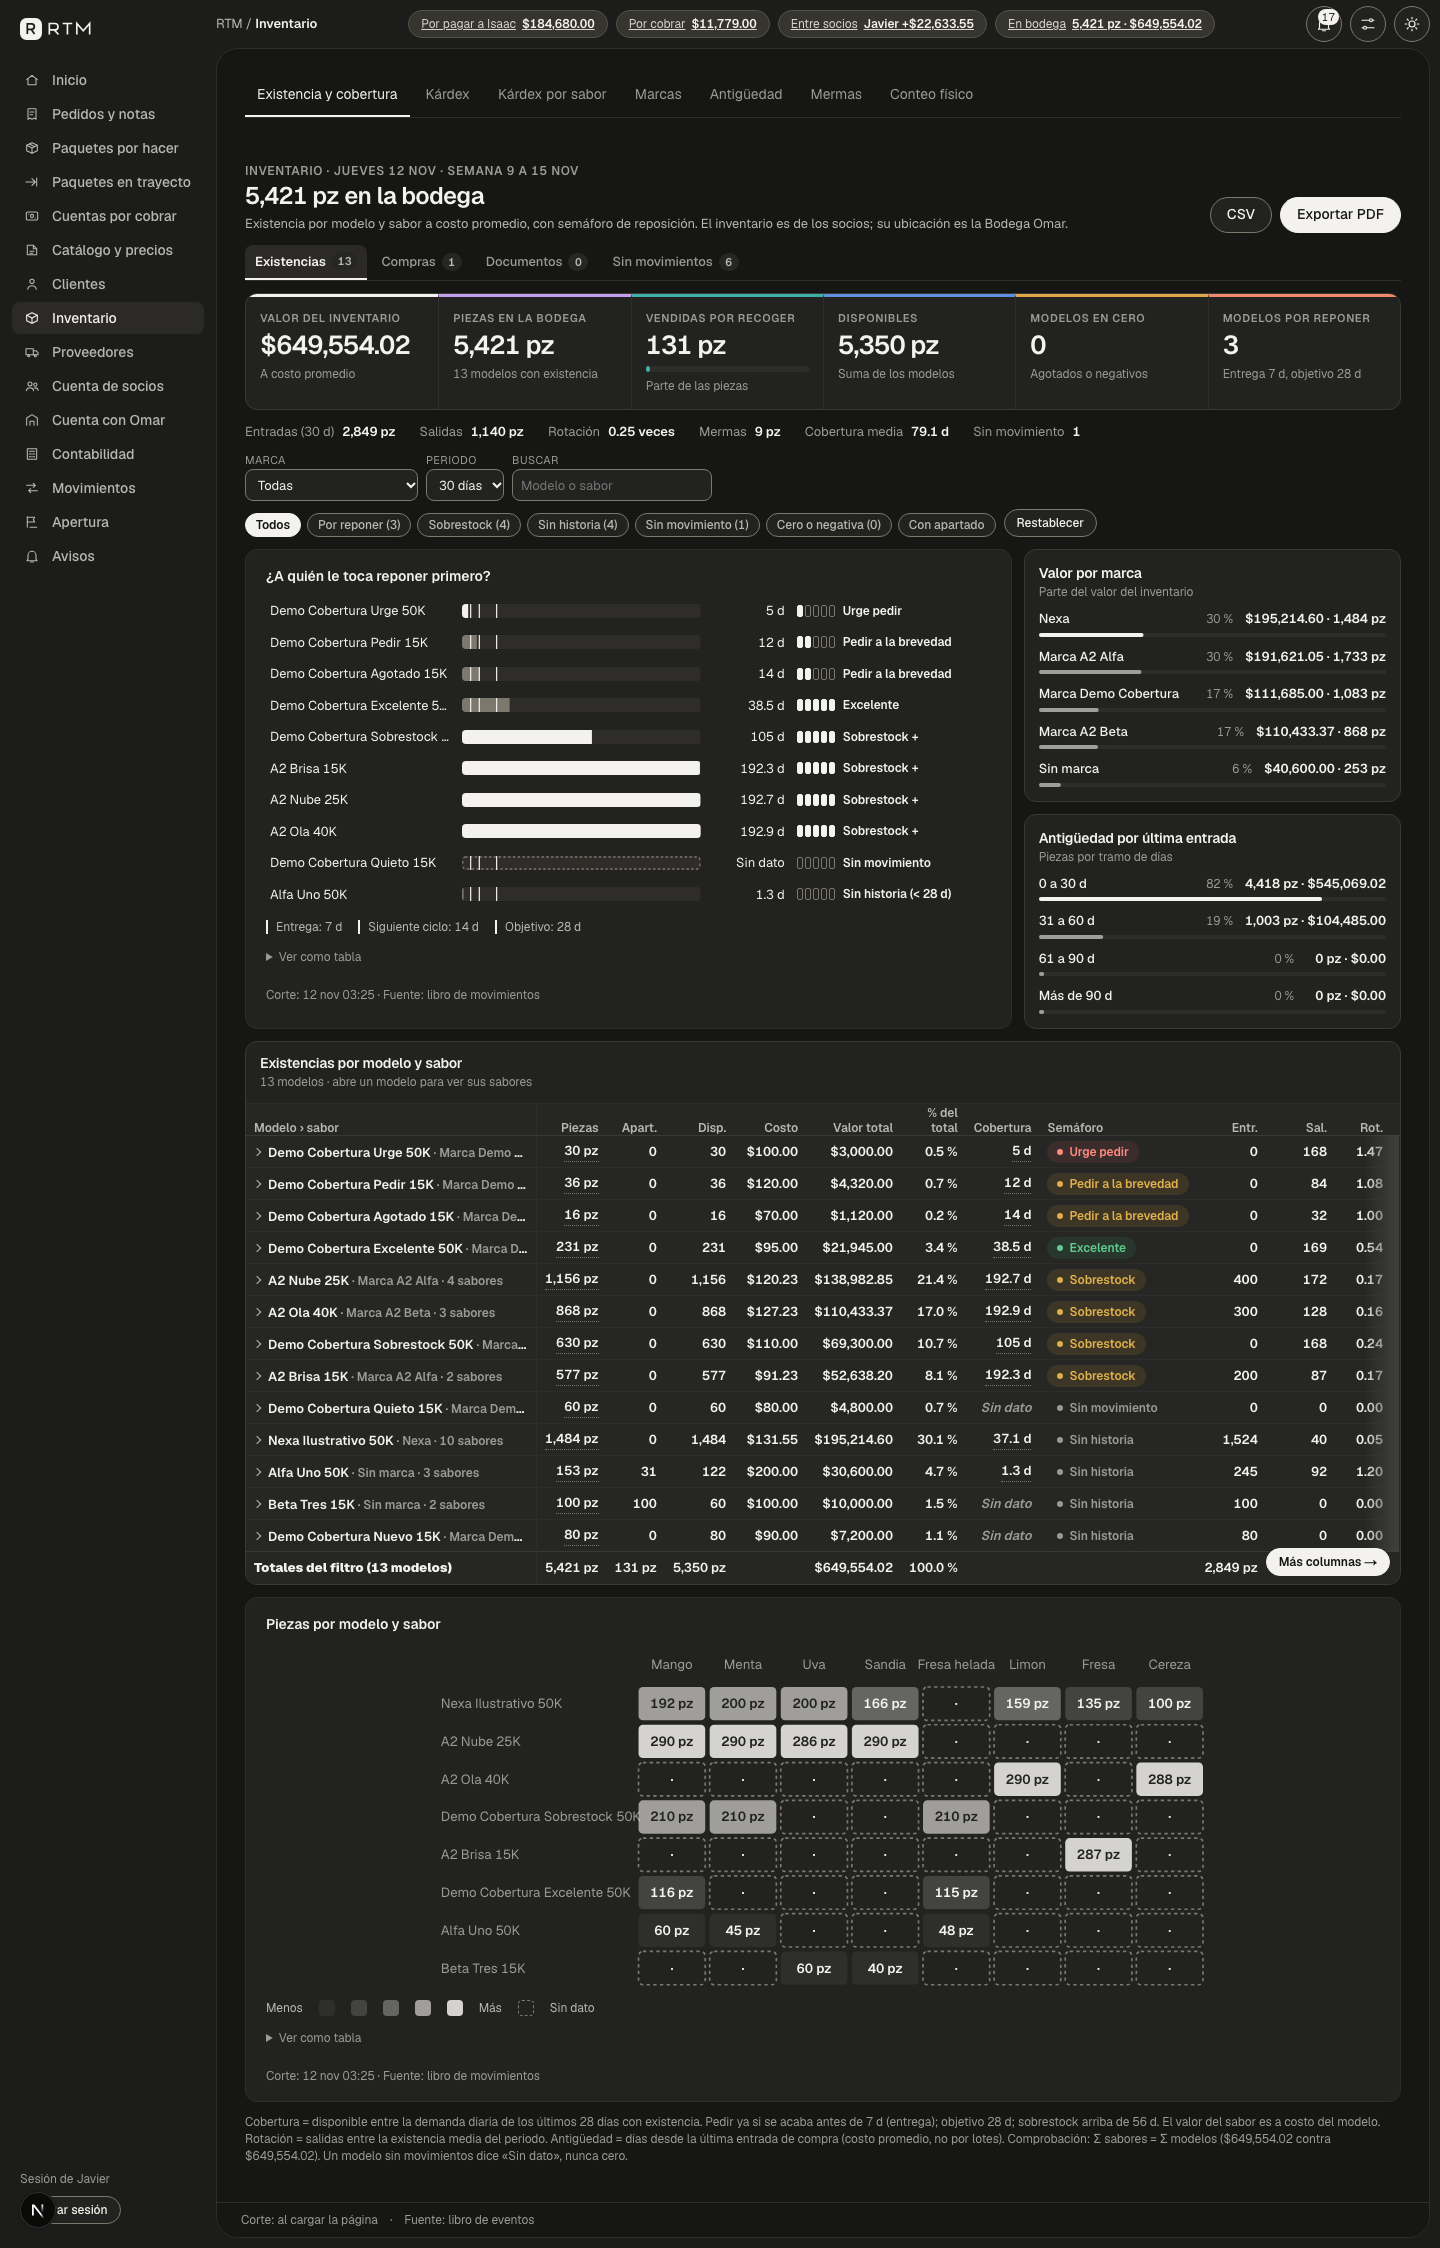 R RTM
RTM / Inventario
Por pagar a Isaac $184,680.00
Por cobrar $11,779.00
Entre socios Javier +$22,633.55
En bodega 5,421 pz · $649,554.02
17
Inicio
Pedidos y notas
Paquetes por hacer
Paquetes en trayecto
Cuentas por cobrar
Catálogo y precios
Clientes
Inventario
Proveedores
Cuenta de socios
Cuenta con Omar
Contabilidad
Movimientos
Apertura
Avisos
Existencia y cobertura Kárdex Kárdex por sabor Marcas Antigüedad Mermas Conteo físico
INVENTARIO · JUEVES 12 NOV · SEMANA 9 A 15 NOV
5,421 pz en la bodega
Existencia por modelo y sabor a costo promedio, con semáforo de reposición. El inventario es de los socios; su ubicación es la Bodega Omar.
CSV Exportar PDF
Existencias 13 Compras 1 Documentos 0 Sin movimientos 6
VALOR DEL INVENTARIO
$649,554.02
A costo promedio
PIEZAS EN LA BODEGA
5,421 pz
13 modelos con existencia
VENDIDAS POR RECOGER
131 pz
Parte de las piezas
DISPONIBLES
5,350 pz
Suma de los modelos
MODELOS EN CERO
0
Agotados o negativos
MODELOS POR REPONER
3
Entrega 7 d, objetivo 28 d
Entradas (30 d) 2,849 pz Salidas 1,140 pz Rotación 0.25 veces Mermas 9 pz Cobertura media 79.1 d Sin movimiento 1
MARCA PERIODO BUSCAR
Todas 30 días Modelo o sabor
Todos Por reponer (3) Sobrestock (4) Sin historia (4) Sin movimiento (1) Cero o negativa (0) Con apartado Restablecer
¿A quién le toca reponer primero?
Demo Cobertura Urge 50K 5 d Urge pedir
Demo Cobertura Pedir 15K 12 d Pedir a la brevedad
Demo Cobertura Agotado 15K 14 d Pedir a la brevedad
Demo Cobertura Excelente 5... 38.5 d Excelente
Demo Cobertura Sobrestock ... 105 d Sobrestock +
A2 Brisa 15K 192.3 d Sobrestock +
A2 Nube 25K 192.7 d Sobrestock +
A2 Ola 40K 192.9 d Sobrestock +
Demo Cobertura Quieto 15K Sin dato Sin movimiento
Alfa Uno 50K 1.3 d Sin historia (< 28 d)
Entrega: 7 d Siguiente ciclo: 14 d Objetivo: 28 d
Ver como tabla
Corte: 12 nov 03:25 · Fuente: libro de movimientos
Valor por marca
Parte del valor del inventario
Nexa 30 % $195,214.60 · 1,484 pz
Marca A2 Alfa 30 % $191,621.05 · 1,733 pz
Marca Demo Cobertura 17 % $111,685.00 · 1,083 pz
Marca A2 Beta 17 % $110,433.37 · 868 pz
Sin marca 6 % $40,600.00 · 253 pz
Antigüedad por última entrada
Piezas por tramo de días
0 a 30 d 82 % 4,418 pz · $545,069.02
31 a 60 d 19 % 1,003 pz · $104,485.00
61 a 90 d 0 % 0 pz · $0.00
Más de 90 d 0 % 0 pz · $0.00
Existencias por modelo y sabor
13 modelos · abre un modelo para ver sus sabores
Modelo › sabor Piezas Apart. Disp. Costo Valor total % del total Cobertura Semáforo Entr. Sal. Rot.
Demo Cobertura Urge 50K · Marca Demo ... 30 pz 0 30 $100.00 $3,000.00 0.5 % 5 d Urge pedir 0 168 1.47
Demo Cobertura Pedir 15K · Marca Demo ... 36 pz 0 36 $120.00 $4,320.00 0.7 % 12 d Pedir a la brevedad 0 84 1.08
Demo Cobertura Agotado 15K · Marca De... 16 pz 0 16 $70.00 $1,120.00 0.2 % 14 d Pedir a la brevedad 0 32 1.00
Demo Cobertura Excelente 50K · Marca D... 231 pz 0 231 $95.00 $21,945.00 3.4 % 38.5 d Excelente 0 169 0.54
A2 Nube 25K · Marca A2 Alfa · 4 sabores 1,156 pz 0 1,156 $120.23 $138,982.85 21.4 % 192.7 d Sobrestock 400 172 0.17
A2 Ola 40K · Marca A2 Beta · 3 sabores 868 pz 0 868 $127.23 $110,433.37 17.0 % 192.9 d Sobrestock 300 128 0.16
Demo Cobertura Sobrestock 50K · Marca... 630 pz 0 630 $110.00 $69,300.00 10.7 % 105 d Sobrestock 0 168 0.24
A2 Brisa 15K · Marca A2 Alfa · 2 sabores 577 pz 0 577 $91.23 $52,638.20 8.1 % 192.3 d Sobrestock 200 87 0.17
Demo Cobertura Quieto 15K · Marca Dem... 60 pz 0 60 $80.00 $4,800.00 0.7 % Sin dato Sin movimiento 0 0 0.00
Nexa Ilustrativo 50K · Nexa · 10 sabores 1,484 pz 0 1,484 $131.55 $195,214.60 30.1 % 37.1 d Sin historia 1,524 40 0.05
Alfa Uno 50K · Sin marca · 3 sabores 153 pz 31 122 $200.00 $30,600.00 4.7 % 1.3 d Sin historia 245 92 1.20
Beta Tres 15K · Sin marca · 2 sabores 100 pz 100 60 $100.00 $10,000.00 1.5 % Sin dato Sin historia 100 0 0.00
Demo Cobertura Nuevo 15K · Marca Dem... 80 pz 0 80 $90.00 $7,200.00 1.1 % Sin dato Sin historia 80 0 0.00
Totales del filtro (13 modelos) 5,421 pz 131 pz 5,350 pz $649,554.02 100.0 % 2,849 pz Más columnas →
Piezas por modelo y sabor
Mango Menta Uva Sandia Fresa helada Limon Fresa Cereza
Nexa Ilustrativo 50K 192 pz 200 pz 200 pz 166 pz · 159 pz 135 pz 100 pz
A2 Nube 25K 290 pz 290 pz 286 pz 290 pz · · · ·
A2 Ola 40K · · · · · 290 pz · 288 pz
Demo Cobertura Sobrestock 50K 210 pz 210 pz · · 210 pz · · ·
A2 Brisa 15K · · · · · · 287 pz ·
Demo Cobertura Excelente 50K 116 pz · · · 115 pz · · ·
Alfa Uno 50K 60 pz 45 pz · · 48 pz · · ·
Beta Tres 15K · · 60 pz 40 pz · · · ·
Menos Más Sin dato
Ver como tabla
Corte: 12 nov 03:25 · Fuente: libro de movimientos
Cobertura = disponible entre la demanda diaria de los últimos 28 días con existencia. Pedir ya si se acaba antes de 7 d (entrega); objetivo 28 d; sobrestock arriba de 56 d. El valor del sabor es a costo del modelo.
Rotación = salidas entre la existencia media del periodo. Antigüedad = días desde la última entrada de compra (costo promedio, no por lotes). Comprobación: Σ sabores = Σ modelos ($649,554.02 contra
$649,554.02). Un modelo sin movimientos dice «Sin dato», nunca cero.
Sesión de Javier
N ar sesión
Corte: al cargar la página · Fuente: libro de eventos